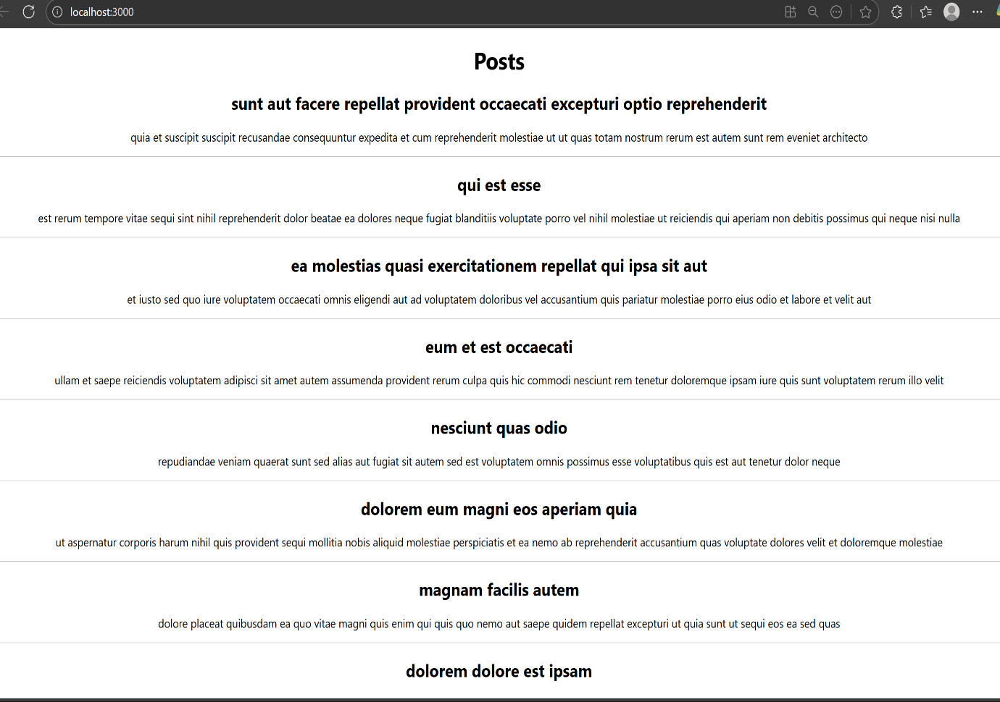 localhost:3000
Posts
sunt aut facere repellat provident occaecati excepturi optio reprehenderit
quia et suscipit suscipit recusandae consequuntur expedita et cum reprehenderit molestiae ut ut quas totam nostrum rerum est autem sunt rem eveniet architecto
qui est esse
est rerum tempore vitae sequi sint nihil reprehenderit dolor beatae ea dolores neque fugiat blanditiis voluptate porro vel nihil molestiae ut reiciendis qui aperiam non debitis possimus qui neque nisi nulla
ea molestias quasi exercitationem repellat qui ipsa sit aut
et iusto sed quo iure voluptatem occaecati omnis eligendi aut ad voluptatem doloribus vel accusantium quis pariatur molestiae porro eius odio et labore et velit aut
eum et est occaecati
ullam et saepe reiciendis voluptatem adipisci sit amet autem assumenda provident rerum culpa quis hic commodi nesciunt rem tenetur doloremque ipsam iure quis sunt voluptatem rerum illo velit
nesciunt quas odio
repudiandae veniam quaerat sunt sed alias aut fugiat sit autem sed est voluptatem omnis possimus esse voluptatibus quis est aut tenetur dolor neque
dolorem eum magni eos aperiam quia
ut aspernatur corporis harum nihil quis provident sequi mollitia nobis aliquid molestiae perspiciatis et ea nemo ab reprehenderit accusantium quas voluptate dolores velit et doloremque molestiae
magnam facilis autem
dolore placeat quibusdam ea quo vitae magni quis enim qui quis quo nemo aut saepe quidem repellat excepturi ut quia sunt ut sequi eos ea sed quas
dolorem dolore est ipsam